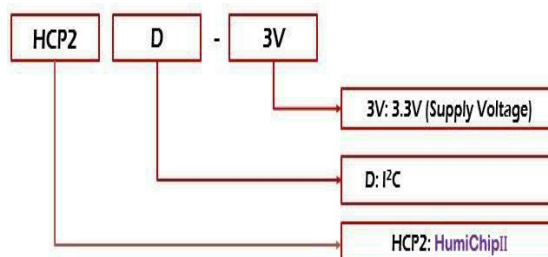 HCP2 D - 3V
3V: 3.3V (Supply Voltage)
D: I²C
HCP2: HumiChipII